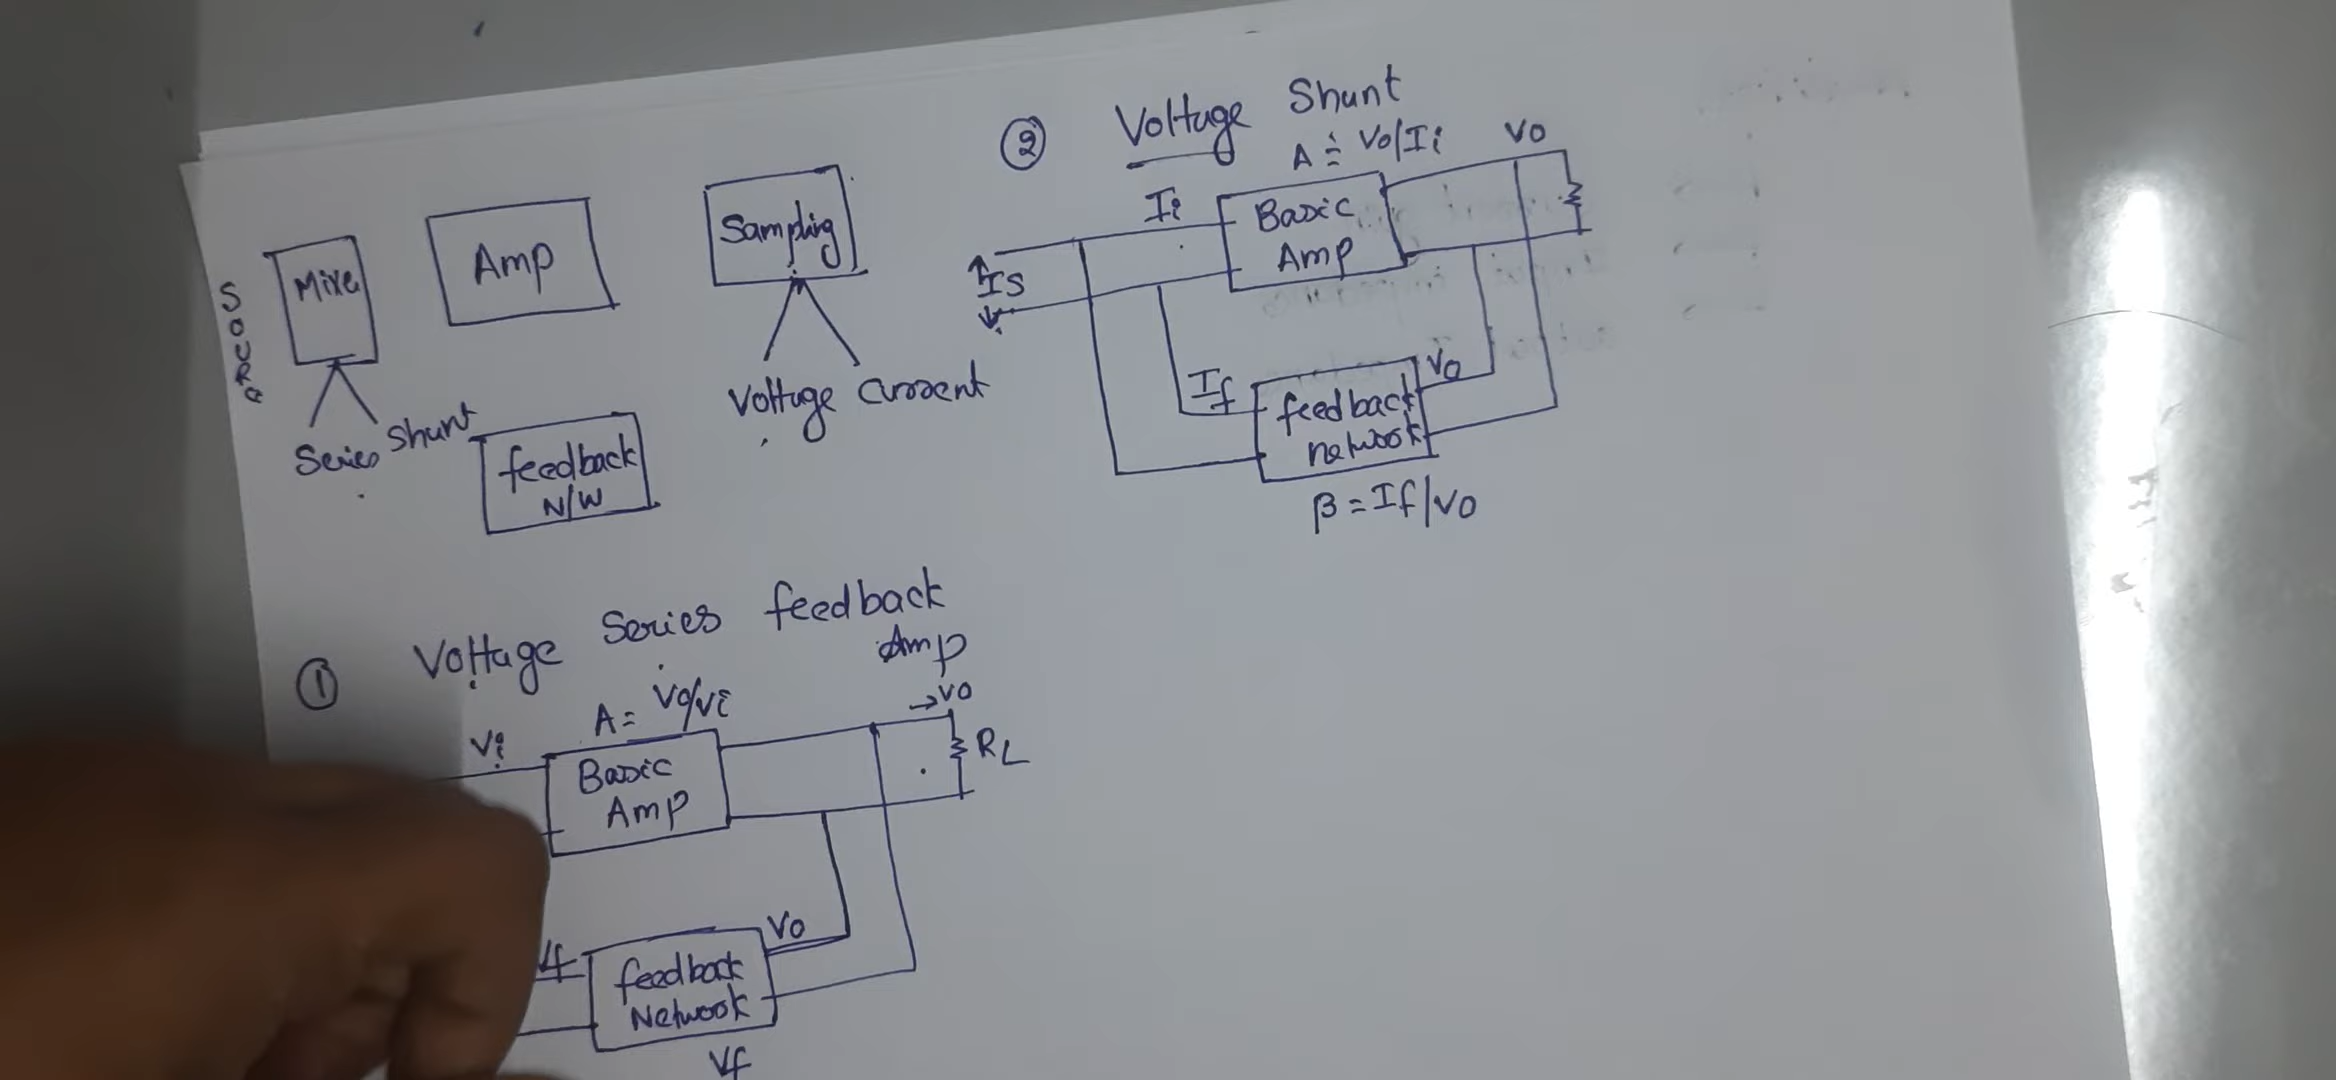 SOURC
Mixe
Amp
Sampling
Series Shunt
feedback
N/W
Voltage Current
② Voltage Shunt
A = Vo/Ii
Vo
Ii
Basic
Amp
Is
If
Vo
feedback
network
β = If/Vo
① Voltage Series feedback
Amp
A = Vo/Vi
→Vo
Vi
Basic
Amp
RL
Vo
Vf
feedback
Network
Vf